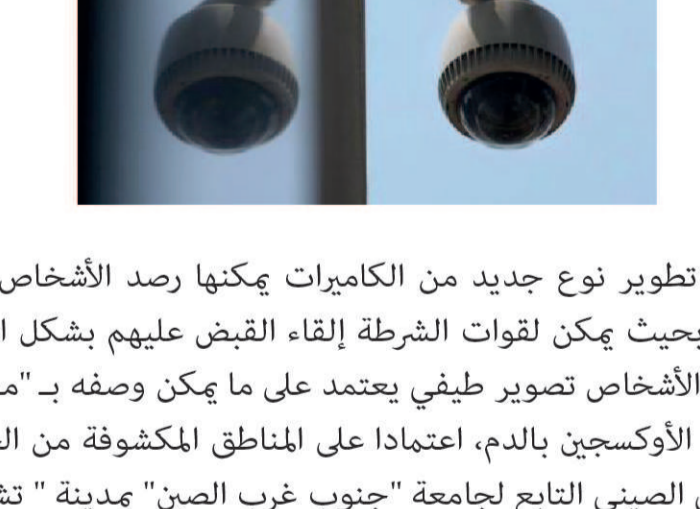 تطوير نوع جديد من الكاميرات يمكنها رصد الأشخاص
بحيث يمكن لقوات الشرطة إلقاء القبض عليهم بشكل
الأشخاص تصوير طيفي يعتمد على ما يمكن وصفه بـ
الأوكسجين بالدم، اعتمادا على المناطق المكشوفة من
الصيني التابع لجامعة "جنوب غرب الصين" بمدينة "